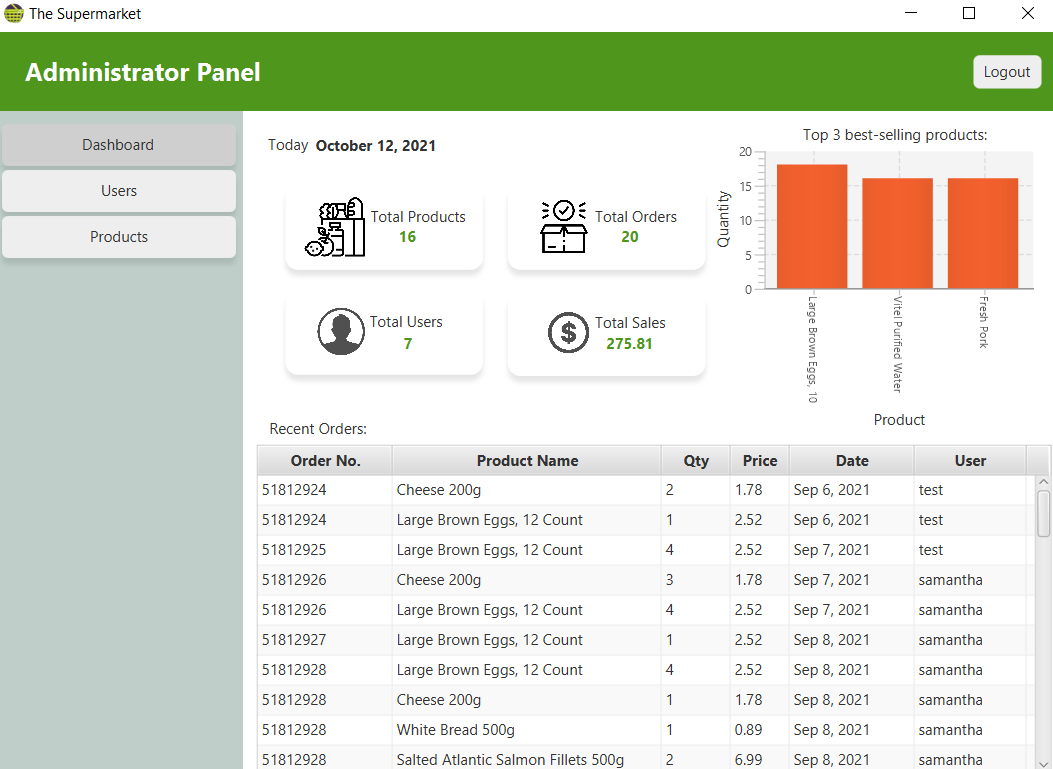 The Supermarket
Administrator Panel
Logout
Dashboard
Users
Products
Today October 12, 2021
Total Products
16
Total Orders
20
Total Users
7
Total Sales
275.81
Top 3 best-selling products:
Quantity
20
15
10
5
0
Large Brown Eggs, 10
Vitel Purified Water
Fresh Pork
Product
Recent Orders:
Order No. Product Name Qty Price Date User
51812924 Cheese 200g 2 1.78 Sep 6, 2021 test
51812924 Large Brown Eggs, 12 Count 1 2.52 Sep 6, 2021 test
51812925 Large Brown Eggs, 12 Count 4 2.52 Sep 7, 2021 test
51812926 Cheese 200g 3 1.78 Sep 7, 2021 samantha
51812926 Large Brown Eggs, 12 Count 4 2.52 Sep 7, 2021 samantha
51812927 Large Brown Eggs, 12 Count 1 2.52 Sep 8, 2021 samantha
51812928 Large Brown Eggs, 12 Count 4 2.52 Sep 8, 2021 samantha
51812928 Cheese 200g 1 1.78 Sep 8, 2021 samantha
51812928 White Bread 500g 1 0.89 Sep 8, 2021 samantha
51812928 Salted Atlantic Salmon Fillets 500g 2 6.99 Sep 8, 2021 samantha